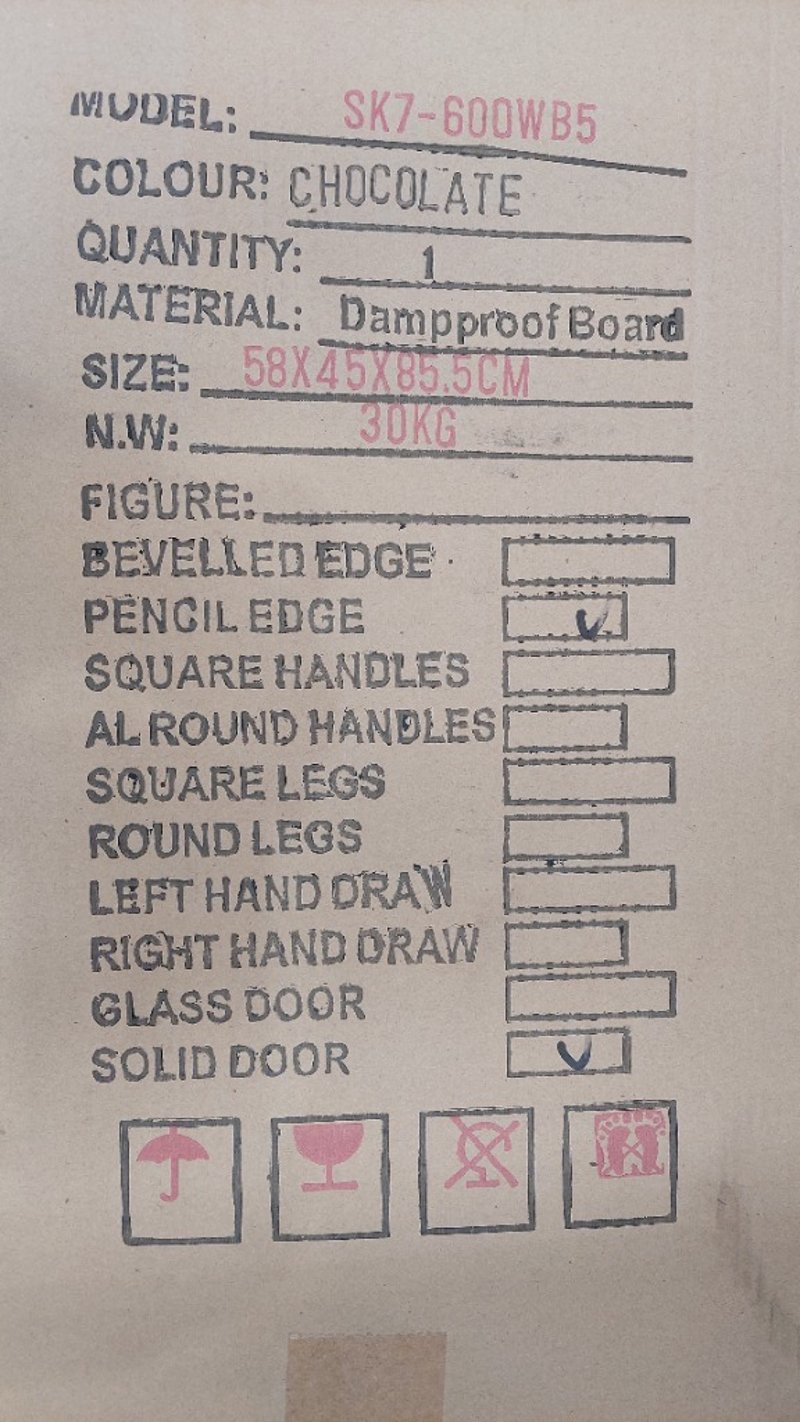 MODEL: SK7-600WB5
COLOUR: CHOCOLATE
QUANTITY: 1
MATERIAL: Dampproof Board
SIZE: 58X45X85.5CM
N.W: 30KG
FIGURE:
BEVELLED EDGE
PENCIL EDGE
SQUARE HANDLES
AL ROUND HANDLES
SQUARE LEGS
ROUND LEGS
LEFT HAND DRAW
RIGHT HAND DRAW
GLASS DOOR
SOLID DOOR